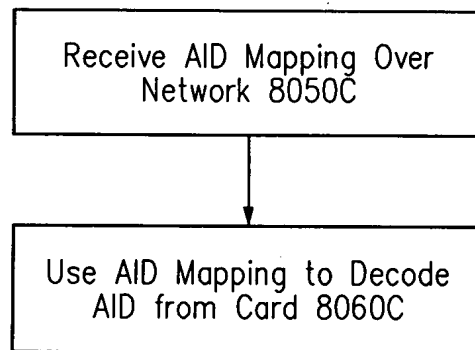 Receive AID Mapping Over
Network 8050C
Use AID Mapping to Decode
AID from Card 8060C